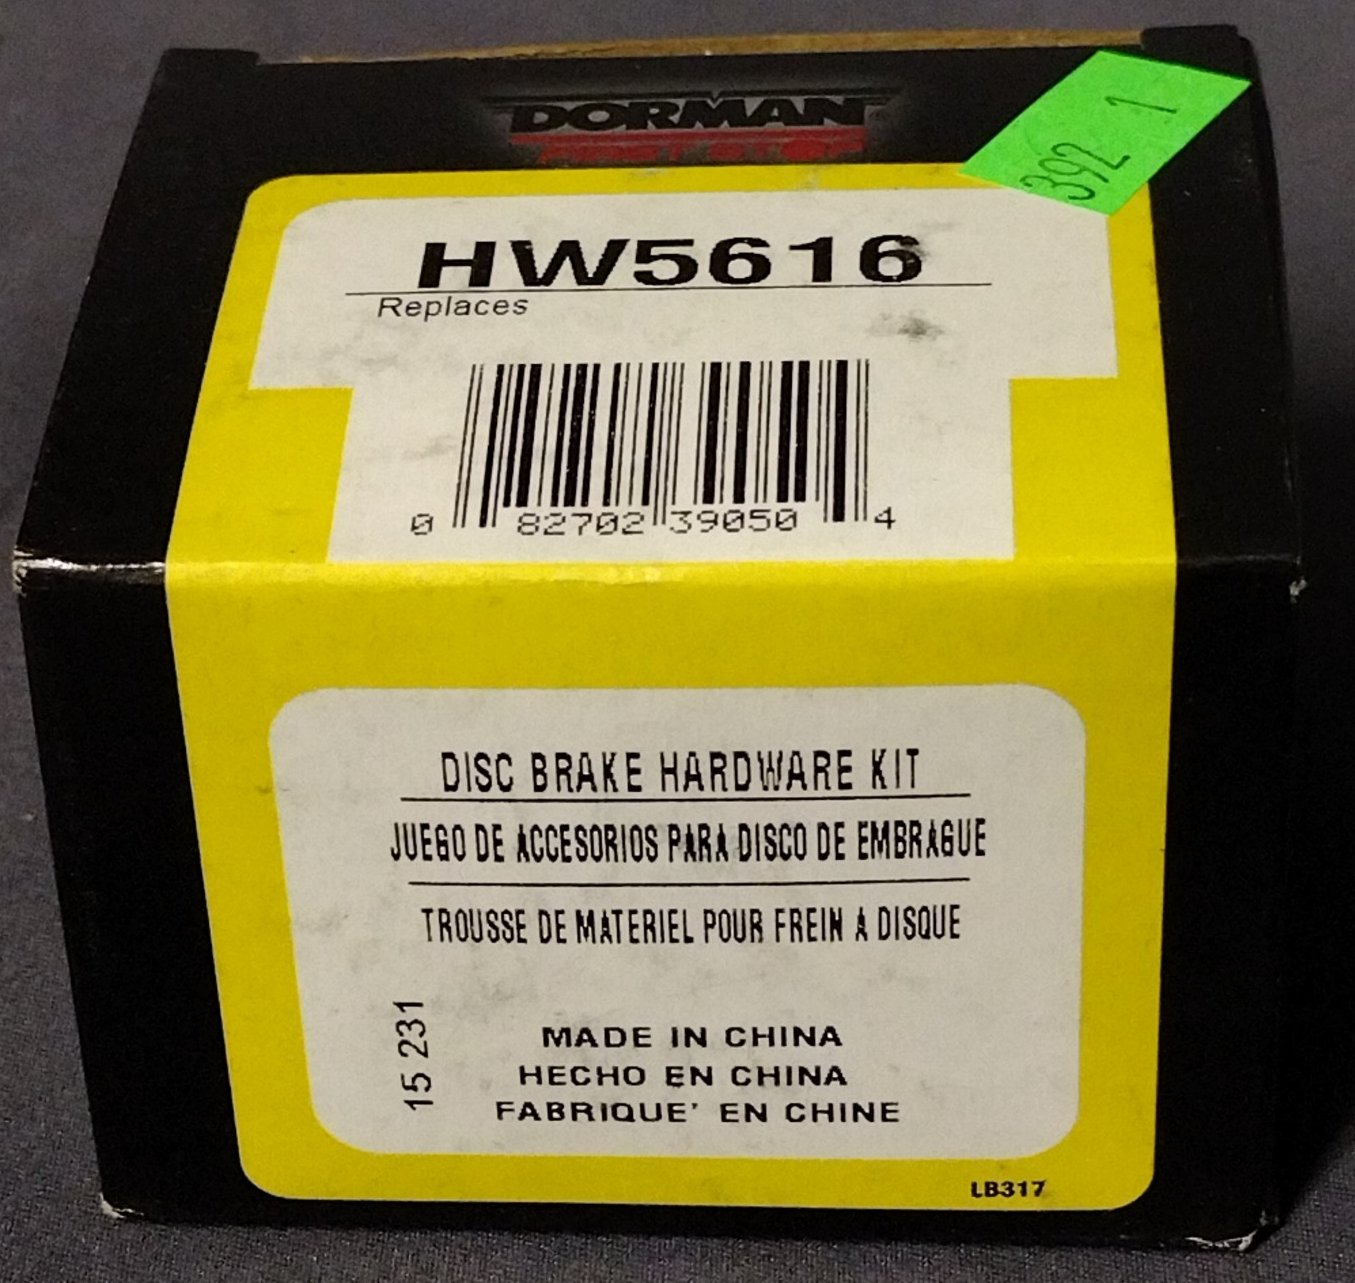 DORMAN
FIRST STOP
392 1
HW5616
Replaces
0 82702 39050 4
DISC BRAKE HARDWARE KIT
JUEGO DE ACCESORIOS PARA DISCO DE EMBRAGUE
TROUSSE DE MATERIEL POUR FREIN A DISQUE
15 231
MADE IN CHINA
HECHO EN CHINA
FABRIQUE' EN CHINE
LB317